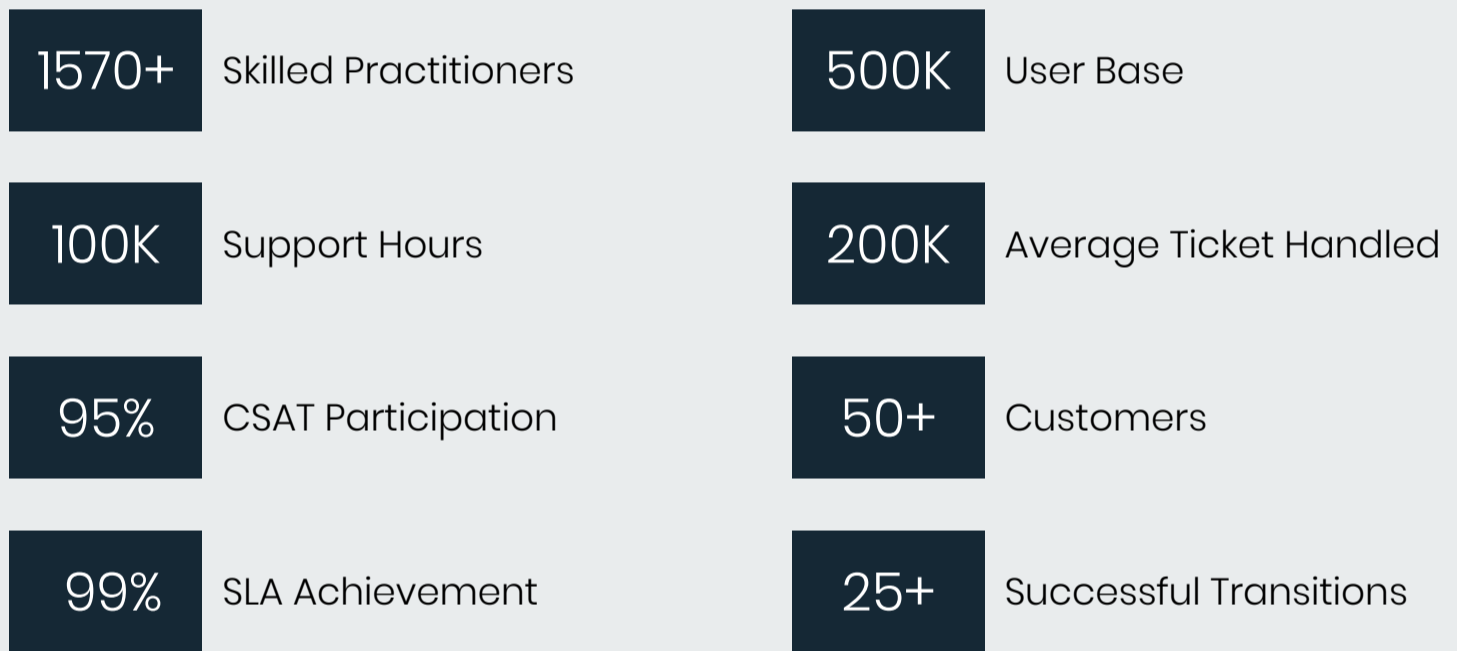 1570+ Skilled Practitioners
500K User Base
100K Support Hours
200K Average Ticket Handled
95% CSAT Participation
50+ Customers
99% SLA Achievement
25+ Successful Transitions